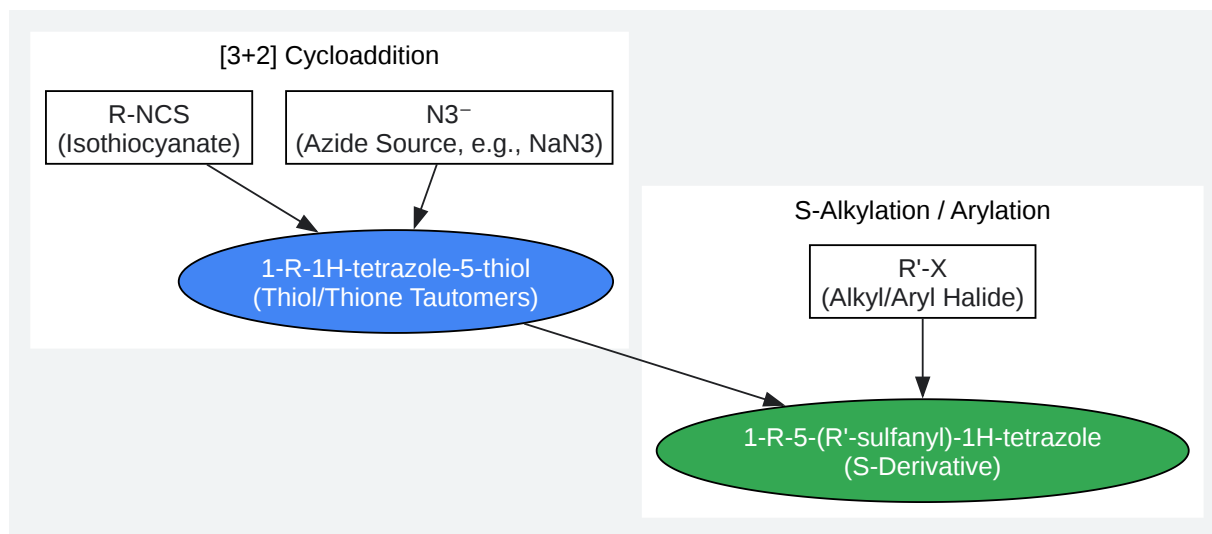 [3+2] Cycloaddition
R-NCS
(Isothiocyanate)
N3⁻
(Azide Source, e.g., NaN3)
1-R-1H-tetrazole-5-thiol
(Thiol/Thione Tautomers)
S-Alkylation / Arylation
R'-X
(Alkyl/Aryl Halide)
1-R-5-(R'-sulfanyl)-1H-tetrazole
(S-Derivative)